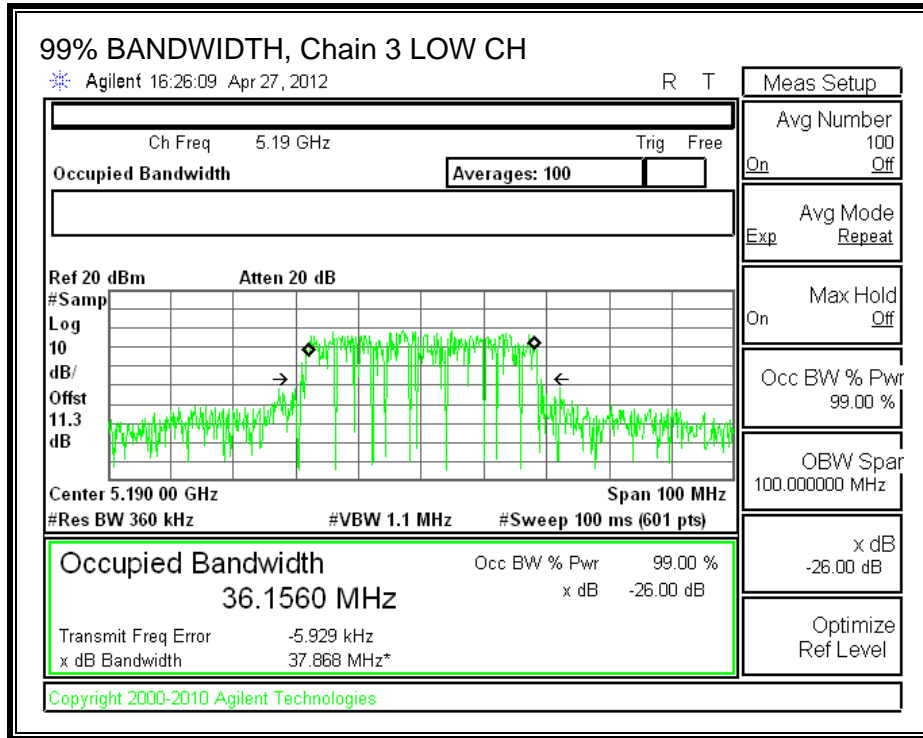 99% BANDWIDTH, Chain 3 LOW CH
Agilent 16:26:09 Apr 27, 2012 R T
Ch Freq 5.19 GHz Trig Free
Occupied Bandwidth Averages: 100
Ref 20 dBm Atten 20 dB
#Samp
Log
10
dB/
Offst
11.3
dB
Center 5.190 00 GHz Span 100 MHz
#Res BW 360 kHz #VBW 1.1 MHz #Sweep 100 ms (601 pts)
Occupied Bandwidth Occ BW % Pwr 99.00 %
36.1560 MHz x dB -26.00 dB
Transmit Freq Error -5.929 kHz
x dB Bandwidth 37.868 MHz*
Copyright 2000-2010 Agilent Technologies
Meas Setup
Avg Number
100
On Off
Avg Mode
Exp Repeat
Max Hold
On Off
Occ BW % Pwr
99.00 %
OBW Span
100.000000 MHz
x dB
-26.00 dB
Optimize
Ref Level